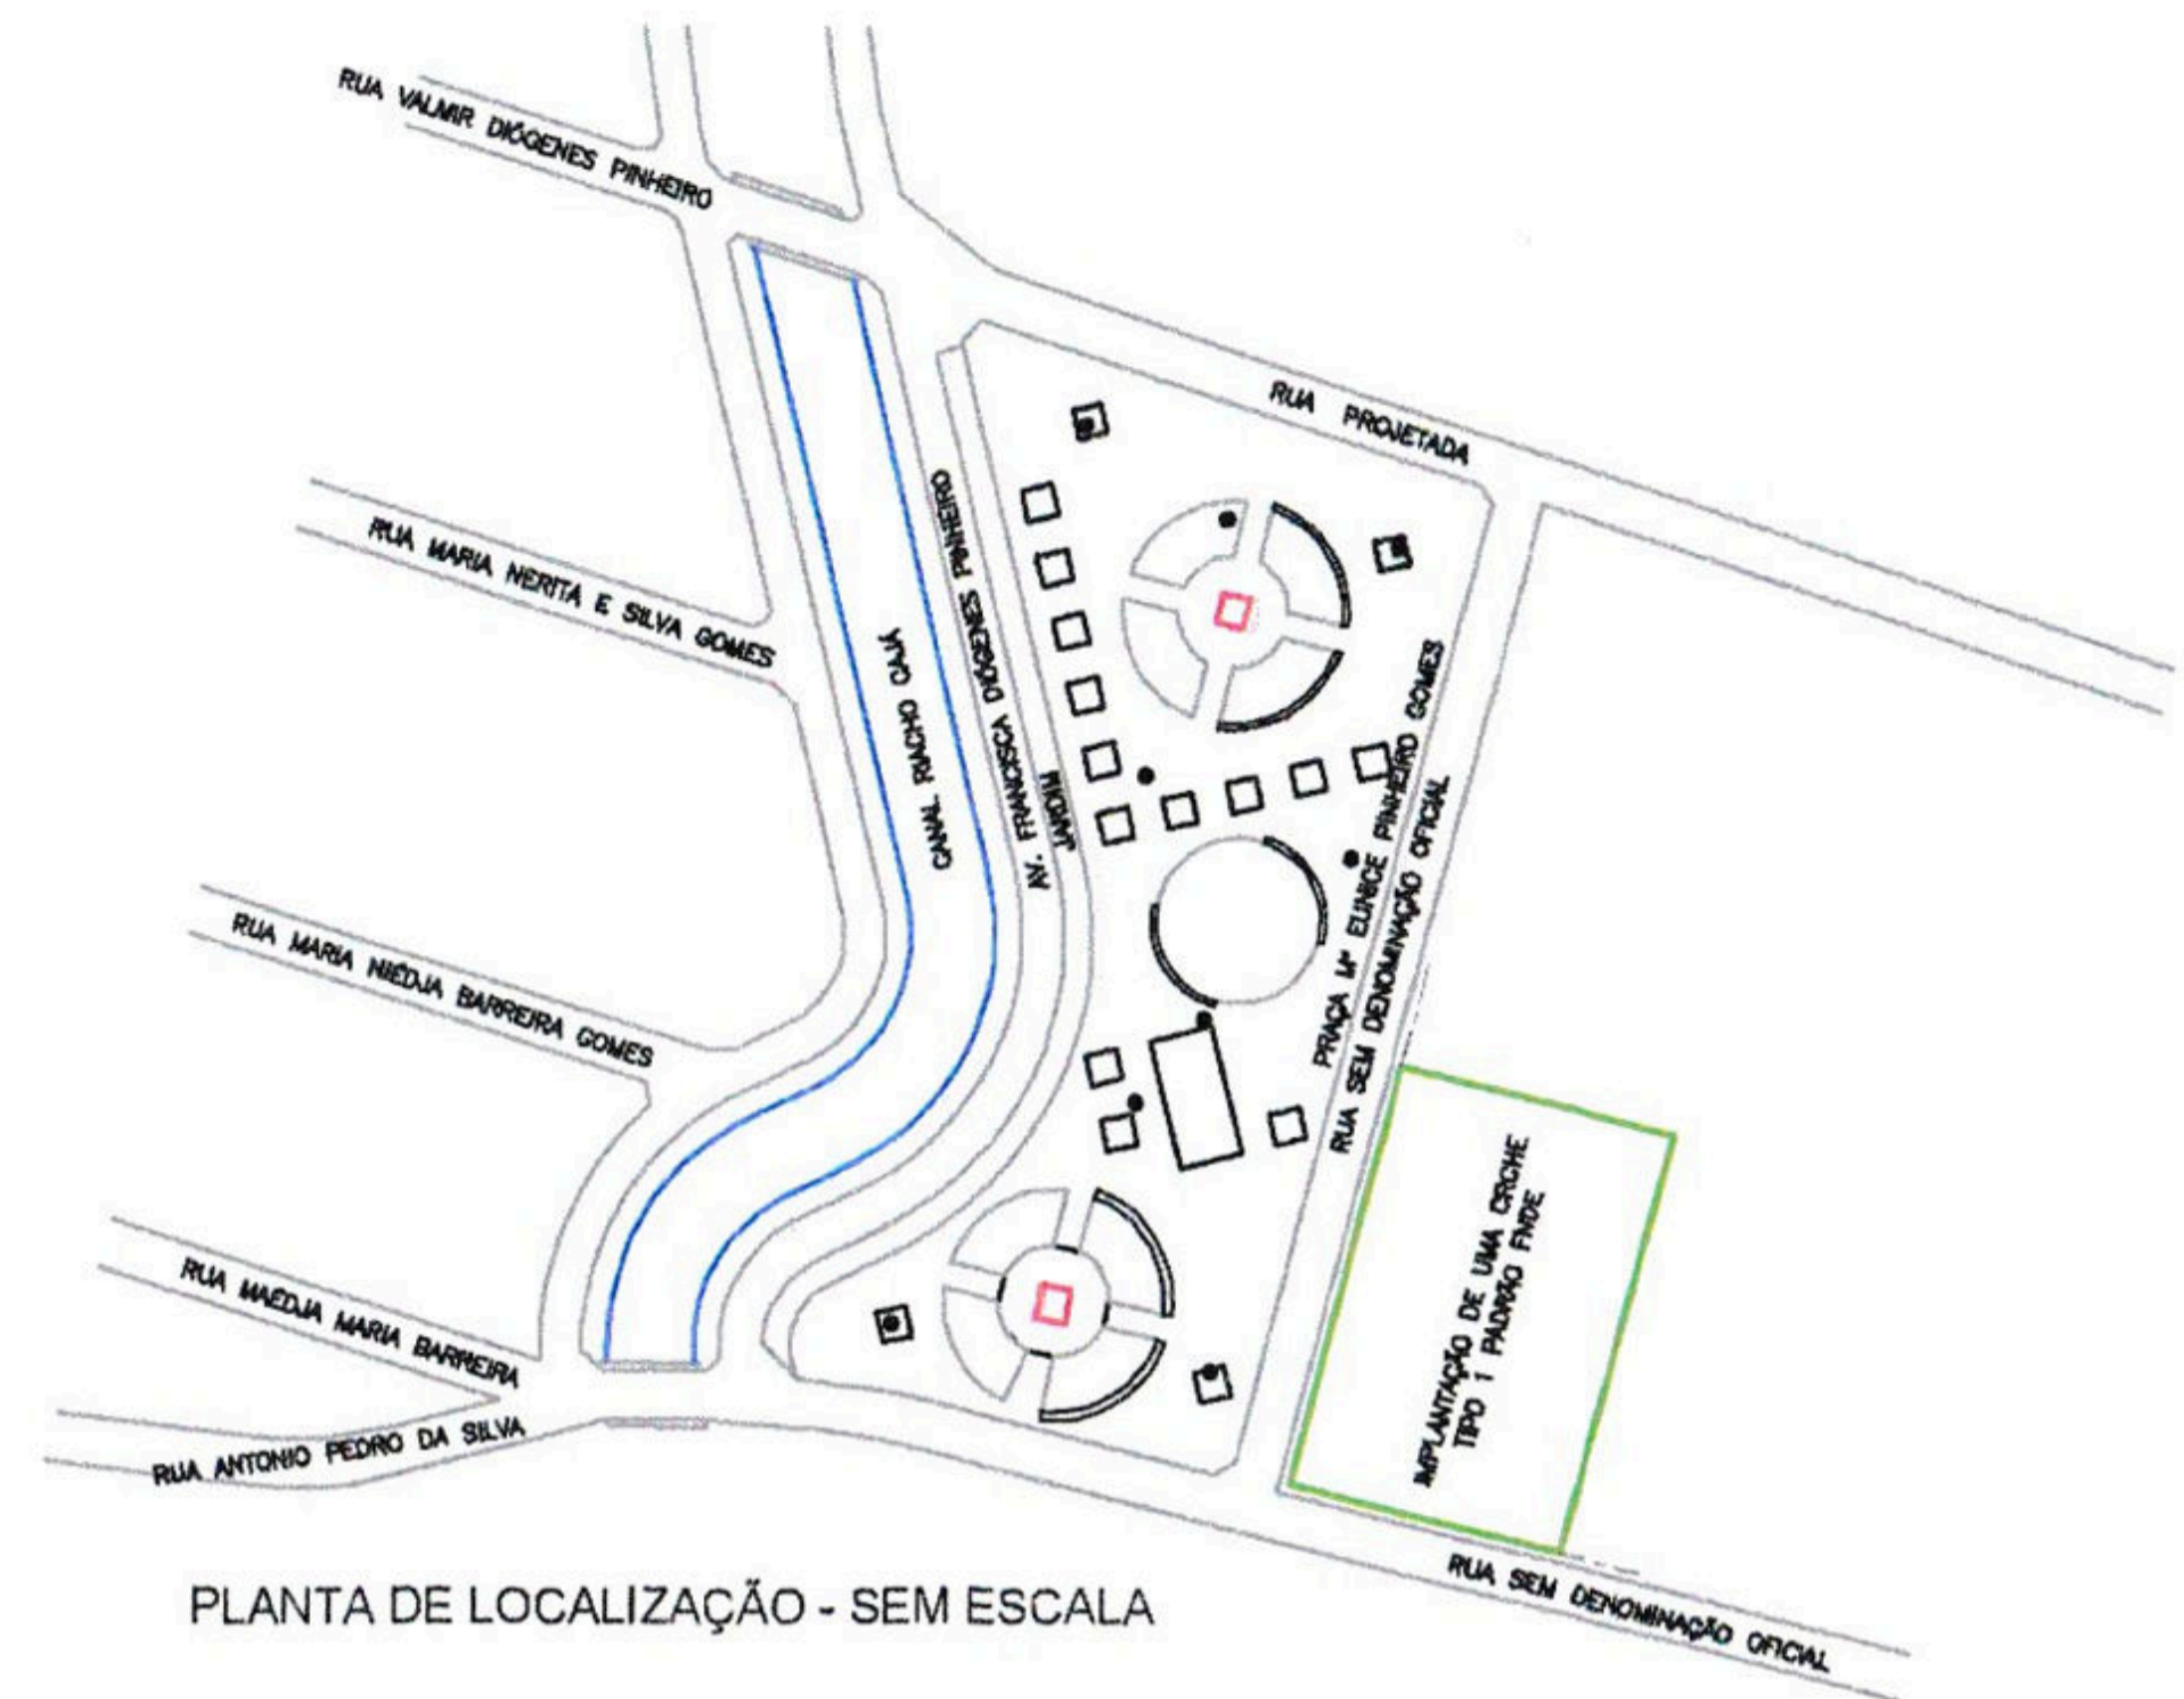 RUA VALMIR DIÓGENES PINHEIRO
RUA PROJETADA
RUA MARIA NERITA E SILVA GOMES
CANAL RIACHO CAJÁ
AV. FRANCISCA DIÓGENES PINHEIRO
JARDIM
PRAÇA Mª EUNICE PINHEIRO GOMES
RUA SEM DENOMINAÇÃO OFICIAL
RUA MARIA NIÉDJA BARREIRA GOMES
RUA MAÉDJA MARIA BARREIRA
RUA ANTONIO PEDRO DA SILVA
IMPLANTAÇÃO DE UMA CRCHE
TIPO 1 PADRÃO FNDE
RUA SEM DENOMINAÇÃO OFICIAL
PLANTA DE LOCALIZAÇÃO - SEM ESCALA